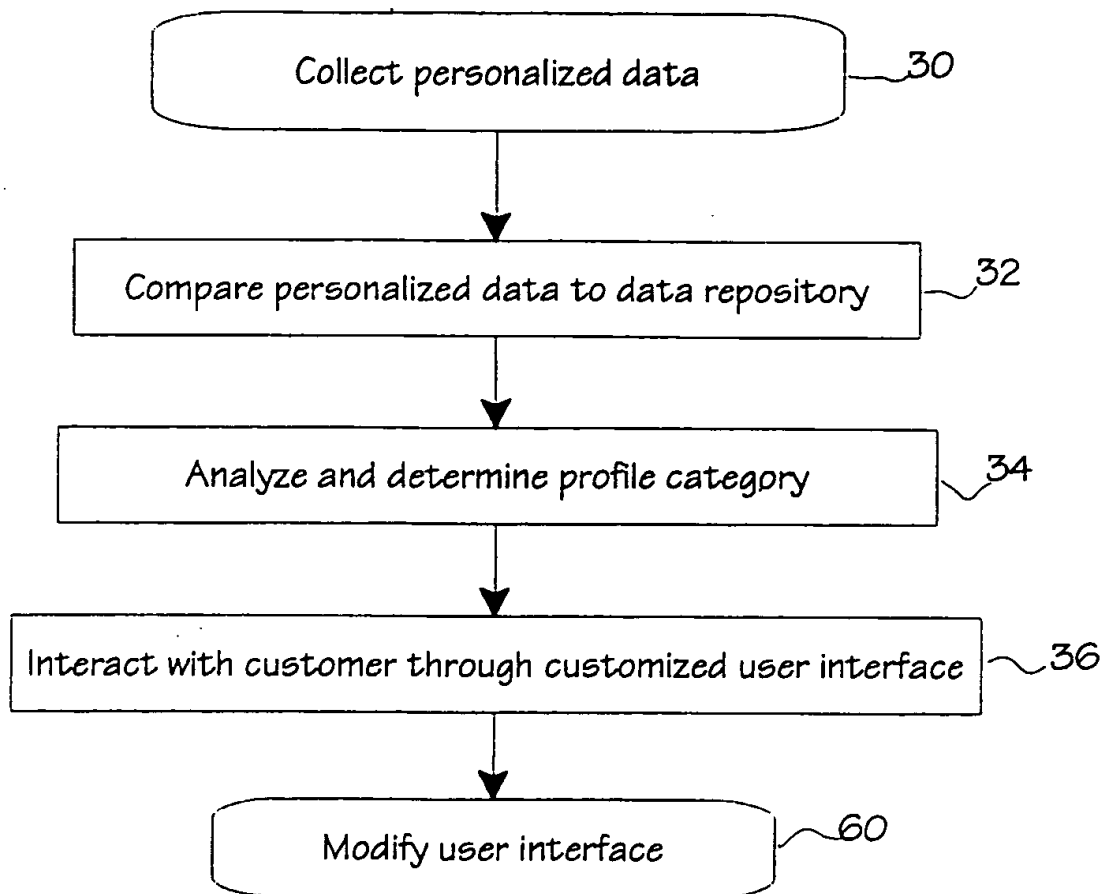 Collect personalized data
30
Compare personalized data to data repository
32
Analyze and determine profile category
34
Interact with customer through customized user interface
36
Modify user interface
60